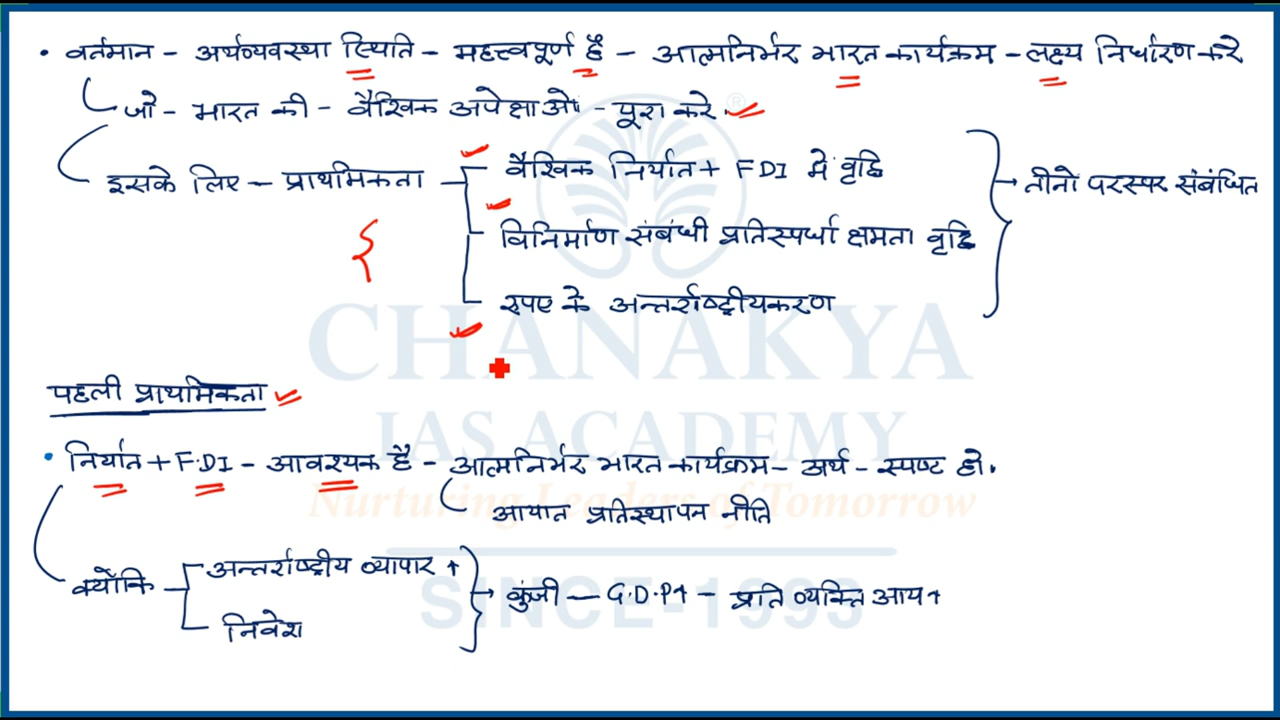 • वर्तमान - अर्थव्यवस्था स्थिति - महत्त्वपूर्ण है - आत्मनिर्भर भारत कार्यक्रम - लक्ष्य निर्धारण करे
जो - भारत की - वैश्विक अपेक्षाओं - पूरा करे.
इसके लिए - प्राथमिकता
वैश्विक निर्यात + FDI में वृद्धि
विनिर्माण संबंधी प्रतिस्पर्धा क्षमता वृद्धि
रुपए के अन्तर्राष्ट्रीयकरण
→ तीनो परस्पर संबंधित
CHANAKYA
IAS ACADEMY
Nurturing Leaders of Tomorrow
SINCE-1993
पहली प्राथमिकता
• निर्यात + F.DI - आवश्यक है - आत्मनिर्भर भारत कार्यक्रम - अर्थ - स्पष्ट हो.
आयात प्रतिस्थापन नीति
क्योंकि
अन्तर्राष्ट्रीय व्यापार ↑
निवेश
→ कुंजी — G.D.P↑ - प्रति व्यक्ति आय↑